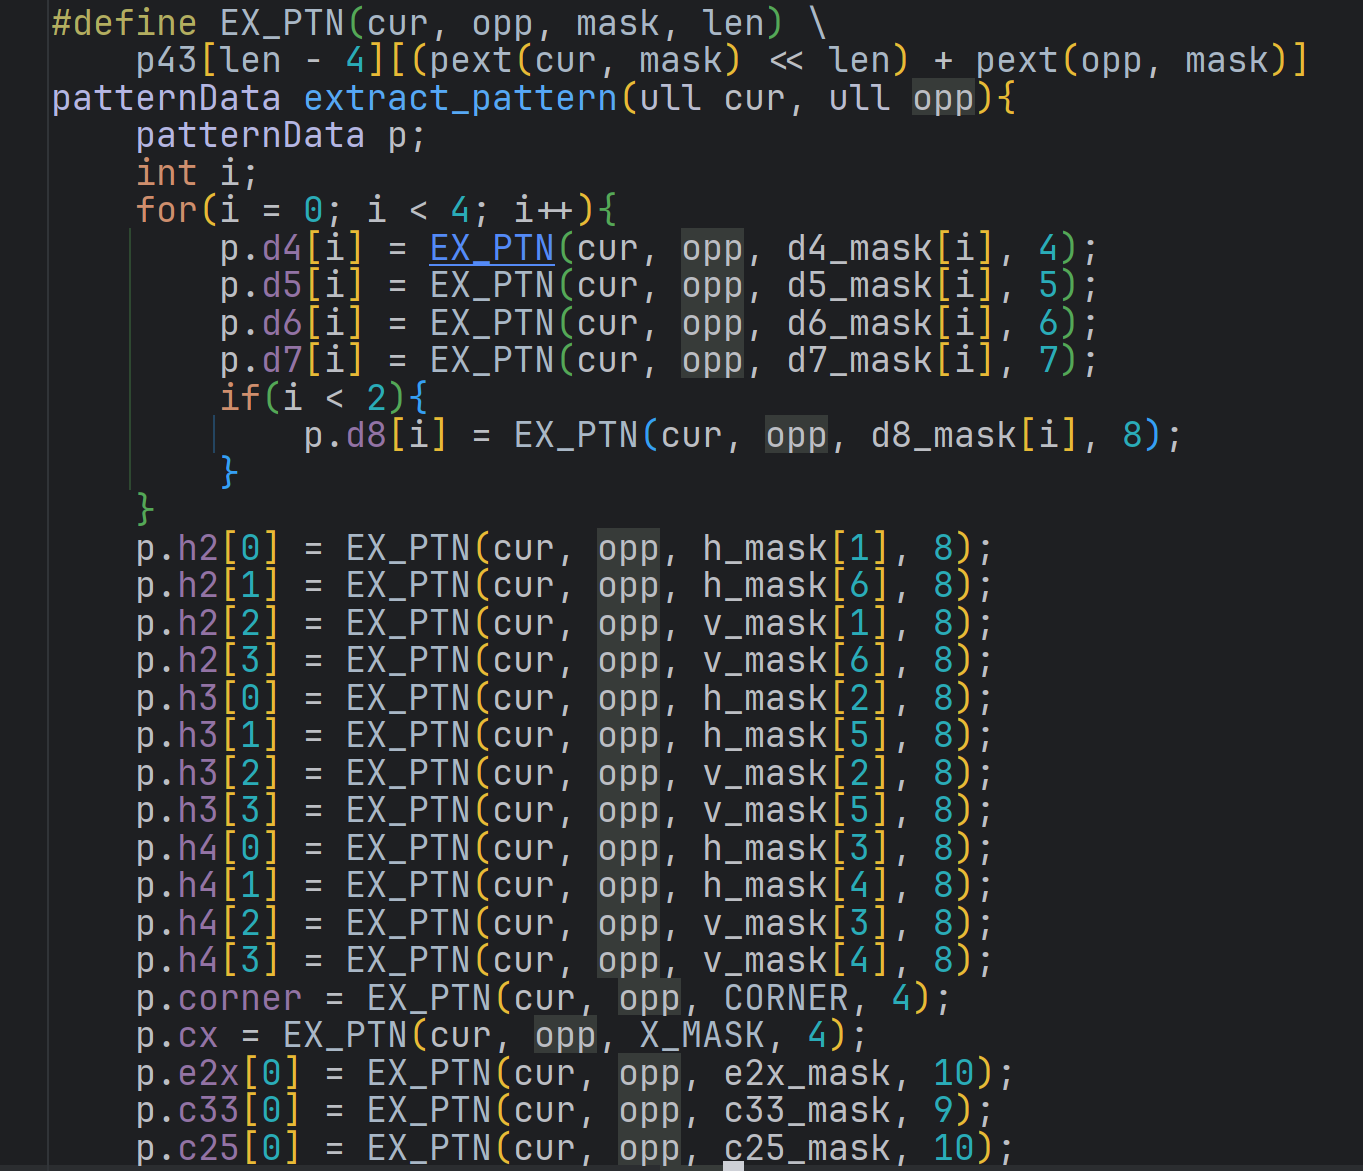 #define EX_PTN(cur, opp, mask, len) \
    p43[len - 4][(pext(cur, mask) << len) + pext(opp, mask)]
patternData extract_pattern(ull cur, ull opp){
    patternData p;
    int i;
    for(i = 0; i < 4; i++){
        p.d4[i] = EX_PTN(cur, opp, d4_mask[i], 4);
        p.d5[i] = EX_PTN(cur, opp, d5_mask[i], 5);
        p.d6[i] = EX_PTN(cur, opp, d6_mask[i], 6);
        p.d7[i] = EX_PTN(cur, opp, d7_mask[i], 7);
        if(i < 2){
            p.d8[i] = EX_PTN(cur, opp, d8_mask[i], 8);
        }
    }
    p.h2[0] = EX_PTN(cur, opp, h_mask[1], 8);
    p.h2[1] = EX_PTN(cur, opp, h_mask[6], 8);
    p.h2[2] = EX_PTN(cur, opp, v_mask[1], 8);
    p.h2[3] = EX_PTN(cur, opp, v_mask[6], 8);
    p.h3[0] = EX_PTN(cur, opp, h_mask[2], 8);
    p.h3[1] = EX_PTN(cur, opp, h_mask[5], 8);
    p.h3[2] = EX_PTN(cur, opp, v_mask[2], 8);
    p.h3[3] = EX_PTN(cur, opp, v_mask[5], 8);
    p.h4[0] = EX_PTN(cur, opp, h_mask[3], 8);
    p.h4[1] = EX_PTN(cur, opp, h_mask[4], 8);
    p.h4[2] = EX_PTN(cur, opp, v_mask[3], 8);
    p.h4[3] = EX_PTN(cur, opp, v_mask[4], 8);
    p.corner = EX_PTN(cur, opp, CORNER, 4);
    p.cx = EX_PTN(cur, opp, X_MASK, 4);
    p.e2x[0] = EX_PTN(cur, opp, e2x_mask, 10);
    p.c33[0] = EX_PTN(cur, opp, c33_mask, 9);
    p.c25[0] = EX_PTN(cur, opp, c25_mask, 10);